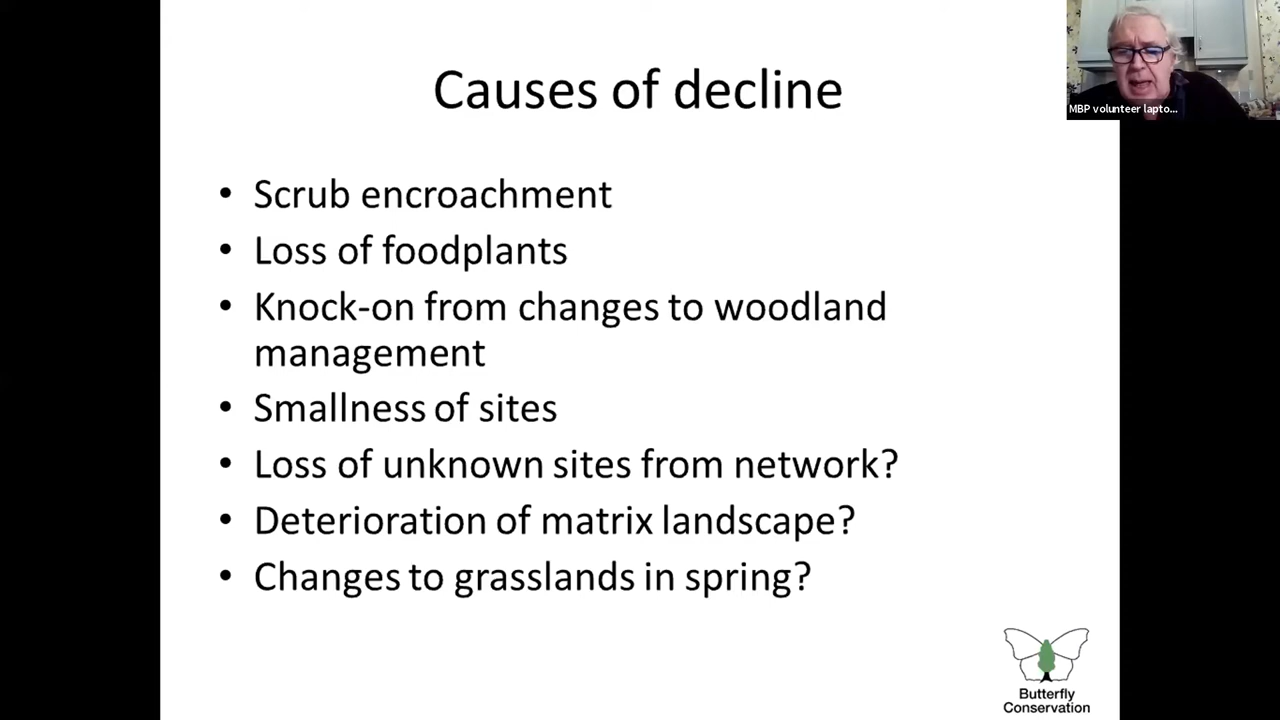 Causes of decline
MBP volunteer lapto...
• Scrub encroachment
• Loss of foodplants
• Knock-on from changes to woodland
management
• Smallness of sites
• Loss of unknown sites from network?
• Deterioration of matrix landscape?
• Changes to grasslands in spring?
Butterfly
Conservation